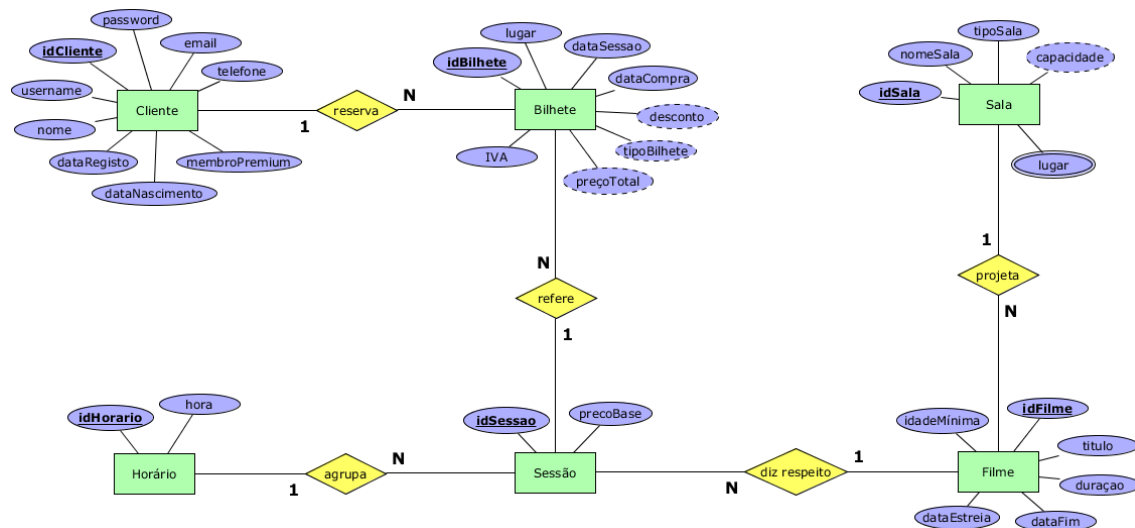 password
email
idCliente
telefone
username
Cliente
nome
dataRegisto
membroPremium
dataNascimento
1
reserva
N
lugar
dataSessao
idBilhete
dataCompra
Bilhete
desconto
IVA
tipoBilhete
preçoTotal
tipoSala
nomeSala
capacidade
idSala
Sala
lugar
1
projeta
N
N
refere
1
idHorario
hora
Horário
1
agrupa
N
idSessao
precoBase
Sessão
N
diz respeito
1
idadeMínima
idFilme
titulo
Filme
duraçao
dataEstreia
dataFim